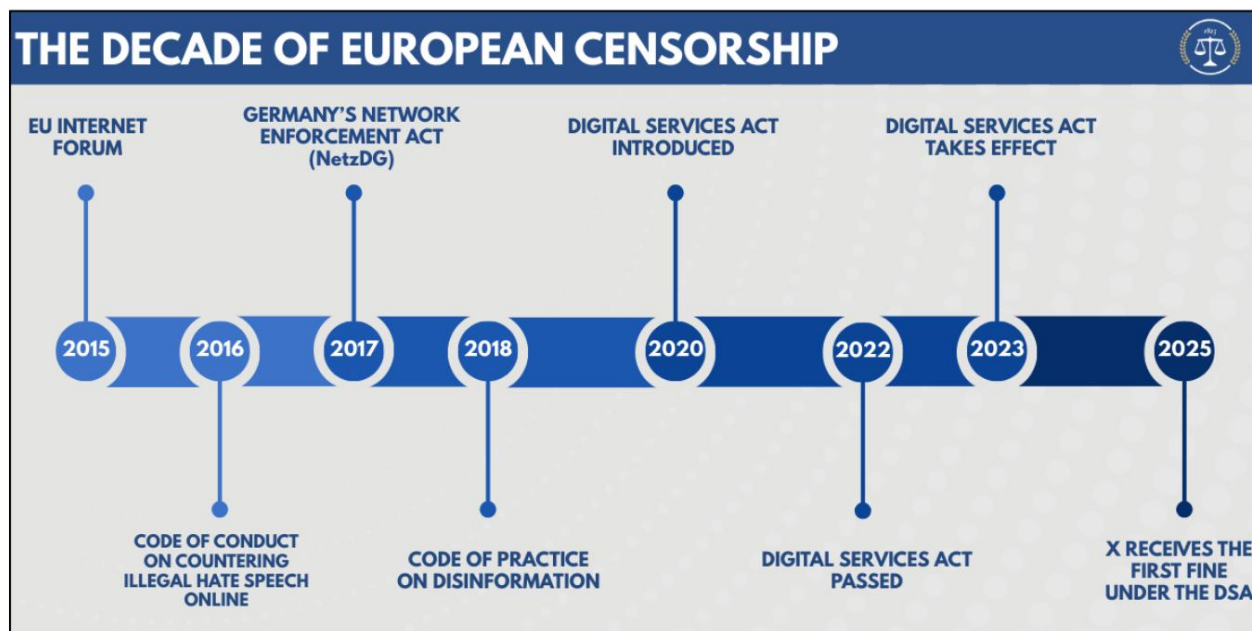 THE DECADE OF EUROPEAN CENSORSHIP
EU INTERNET
FORUM
GERMANY'S NETWORK
ENFORCEMENT ACT
(NetzDG)
DIGITAL SERVICES ACT
INTRODUCED
DIGITAL SERVICES ACT
TAKES EFFECT
2015
2016
2017
2018
2020
2022
2023
2025
CODE OF CONDUCT
ON COUNTERING
ILLEGAL HATE SPEECH
ONLINE
CODE OF PRACTICE
ON DISINFORMATION
DIGITAL SERVICES ACT
PASSED
X RECEIVES THE
FIRST FINE
UNDER THE DSA